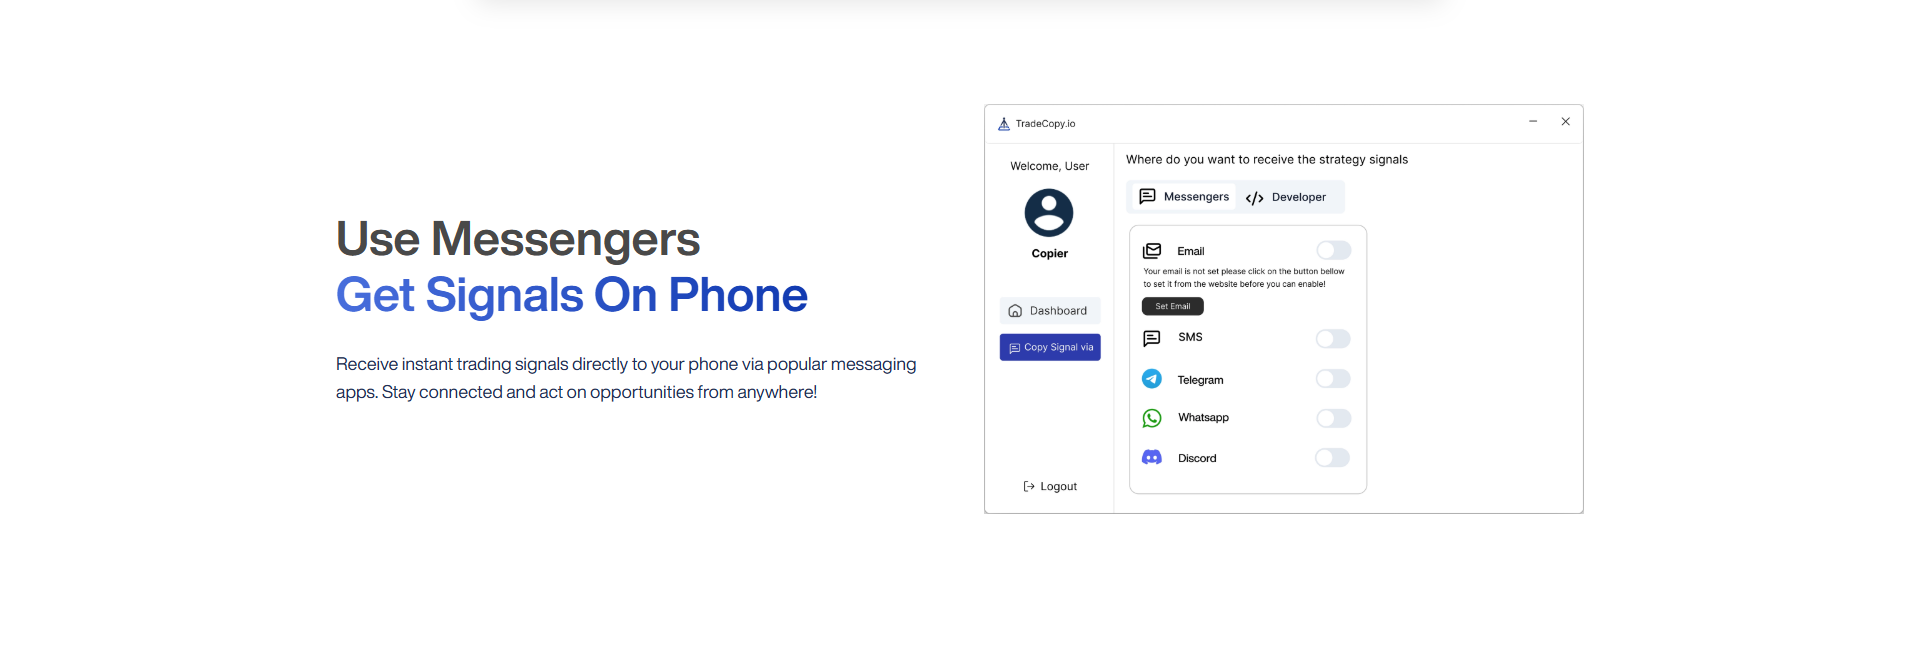 Use Messengers
Get Signals On Phone
Receive instant trading signals directly to your phone via popular messaging
apps. Stay connected and act on opportunities from anywhere!
TradeCopy.io
Welcome, User
Copier
Dashboard
Copy Signal via
Logout
Where do you want to receive the strategy signals
Messengers
Developer
Email
Your email is not set please click on the button bellow
to set it from the website before you can enable!
Set Email
SMS
Telegram
Whatsapp
Discord